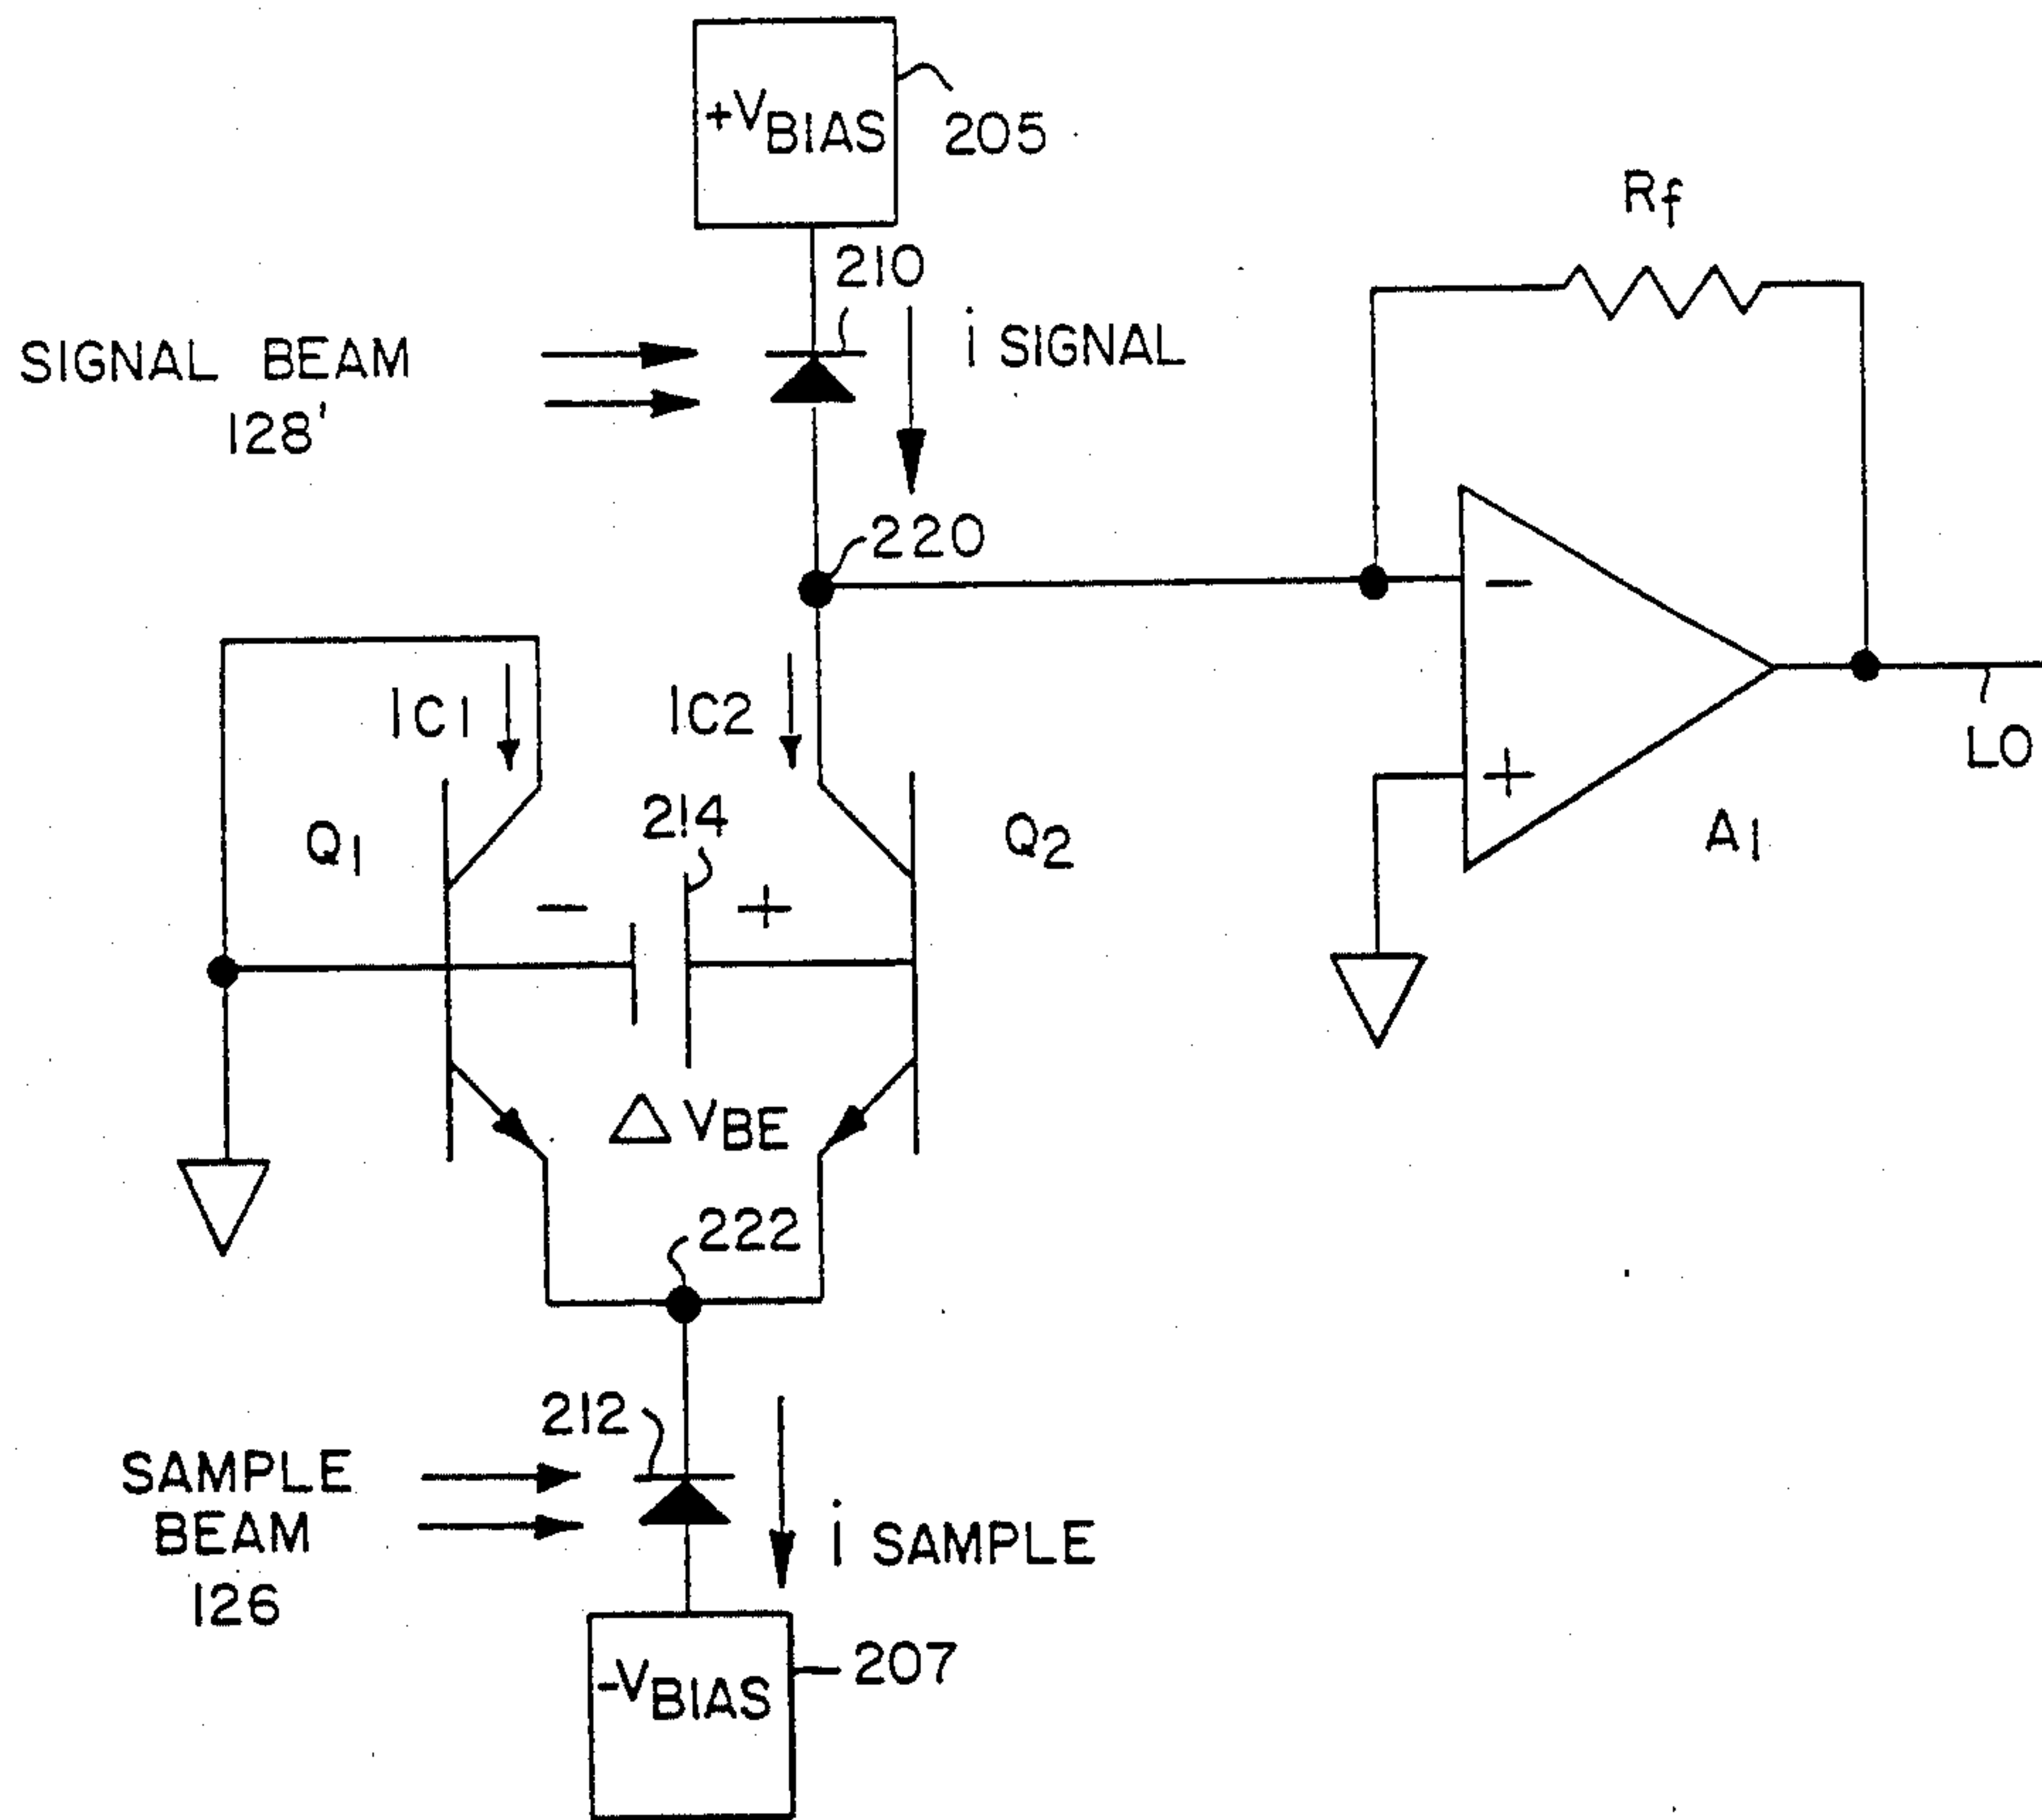 +VBIAS
205
Rf
210
i SIGNAL
SIGNAL BEAM
128'
220
−
IC1
IC2
LO
214
+
Q1
Q2
A1
−
+
△ VBE
222
212
SAMPLE
BEAM
126
i SAMPLE
207
-VBIAS